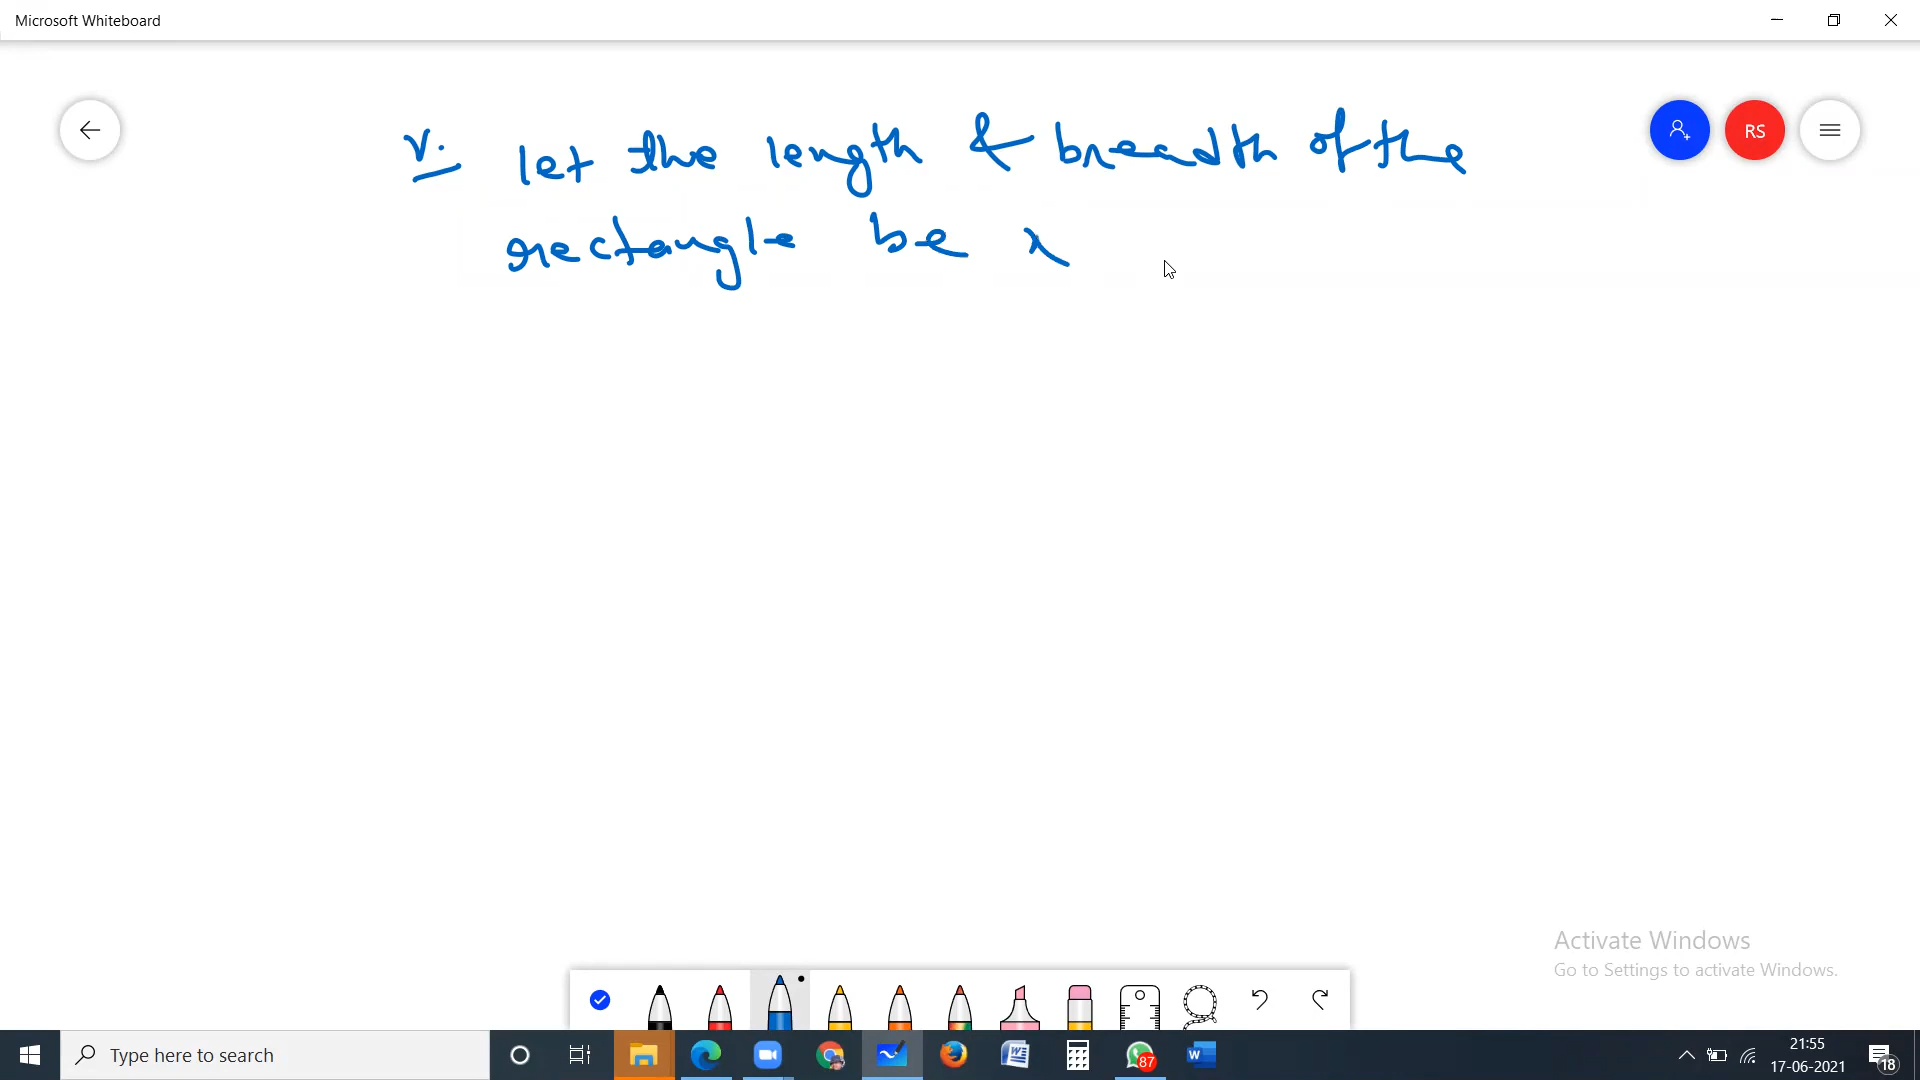 Microsoft Whiteboard
V. let the length & breadth of the
RS
rectangle be x
Activate Windows
Go to Settings to activate Windows.
Type here to search
87
W
21:55
17-06-2021
18